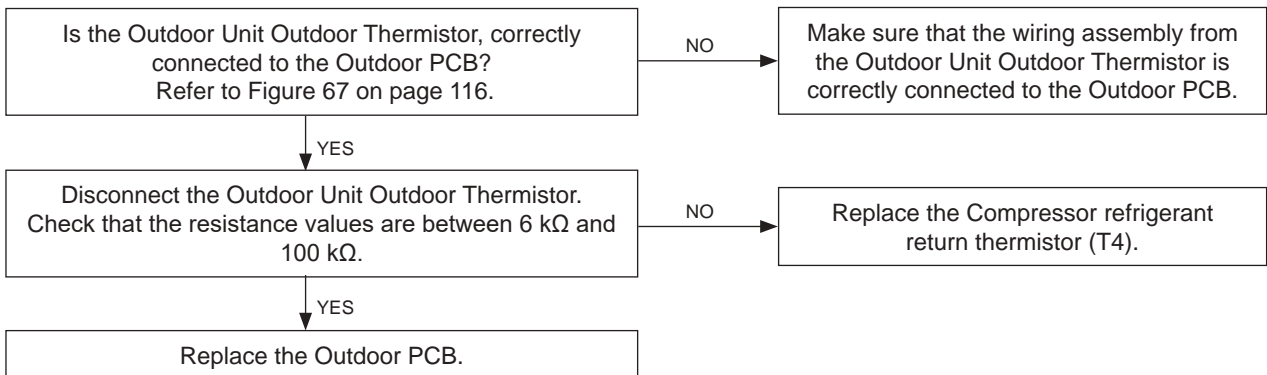 Is the Outdoor Unit Outdoor Thermistor, correctly
connected to the Outdoor PCB?
Refer to Figure 67 on page 116.
NO
Make sure that the wiring assembly from
the Outdoor Unit Outdoor Thermistor is
correctly connected to the Outdoor PCB.
YES
Disconnect the Outdoor Unit Outdoor Thermistor.
Check that the resistance values are between 6 kΩ and
100 kΩ.
NO
Replace the Compressor refrigerant
return thermistor (T4).
YES
Replace the Outdoor PCB.